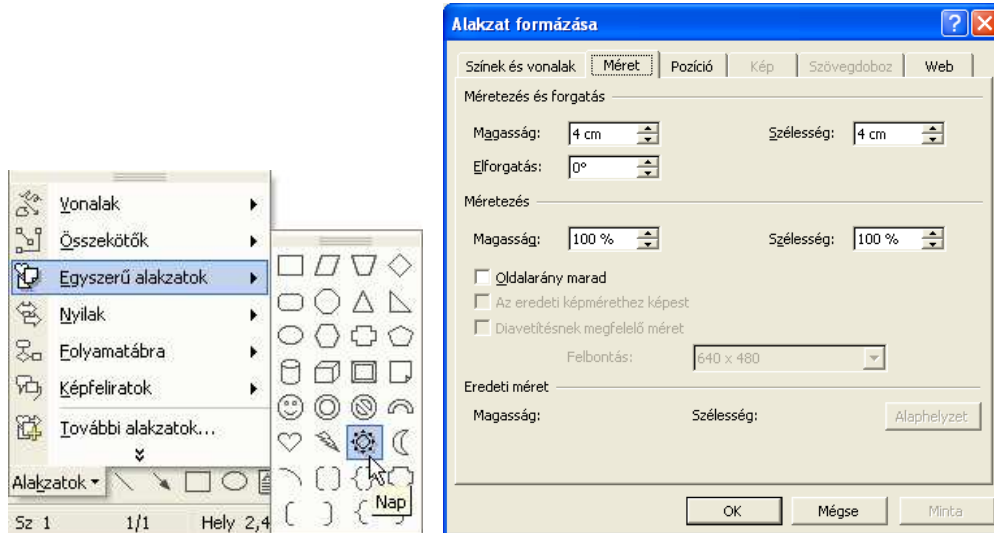 Vonalak
Összekötők
Egyszerű alakzatok
Nyilak
Folyamatábra
Képfeliratok
További alakzatok...
Alakzatok
Nap
Sz 1 1/1 Hely 2,4
Alakzat formázása
Színek és vonalak Méret Pozíció Kép Szövegdoboz Web
Méretezés és forgatás
Magasság: 4 cm Szélesség: 4 cm
Elforgatás: 0°
Méretezés
Magasság: 100 % Szélesség: 100 %
Oldalarány marad
Az eredeti képmérethez képest
Diavetítésnek megfelelő méret
Felbontás: 640 x 480
Eredeti méret
Magasság: Szélesség: Alaphelyzet
OK Mégse Minta